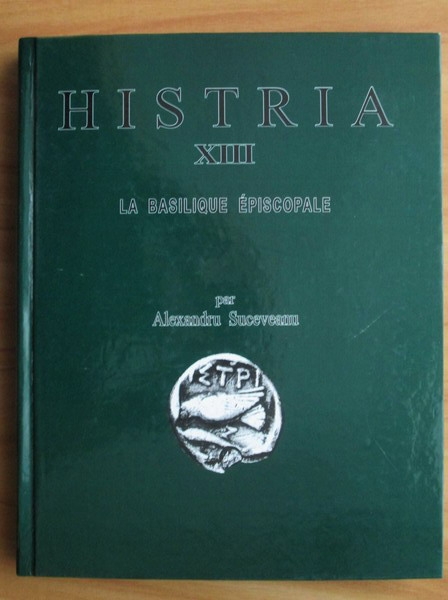 HISTRIA
XIII
LA BASILIQUE ÉPISCOPALE
par
Alexandru Suceveanu
ΙΣΤΡΙ